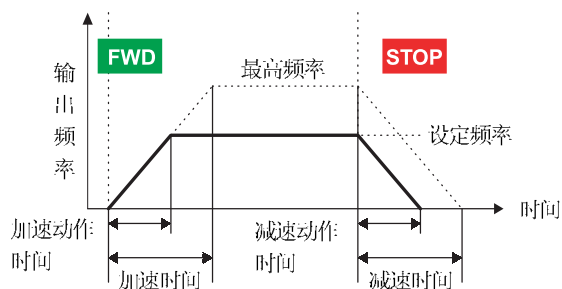 FWD
STOP
最高频率
输出频率
设定频率
时间
加速动作
时间
减速动作
时间
加速时间
减速时间